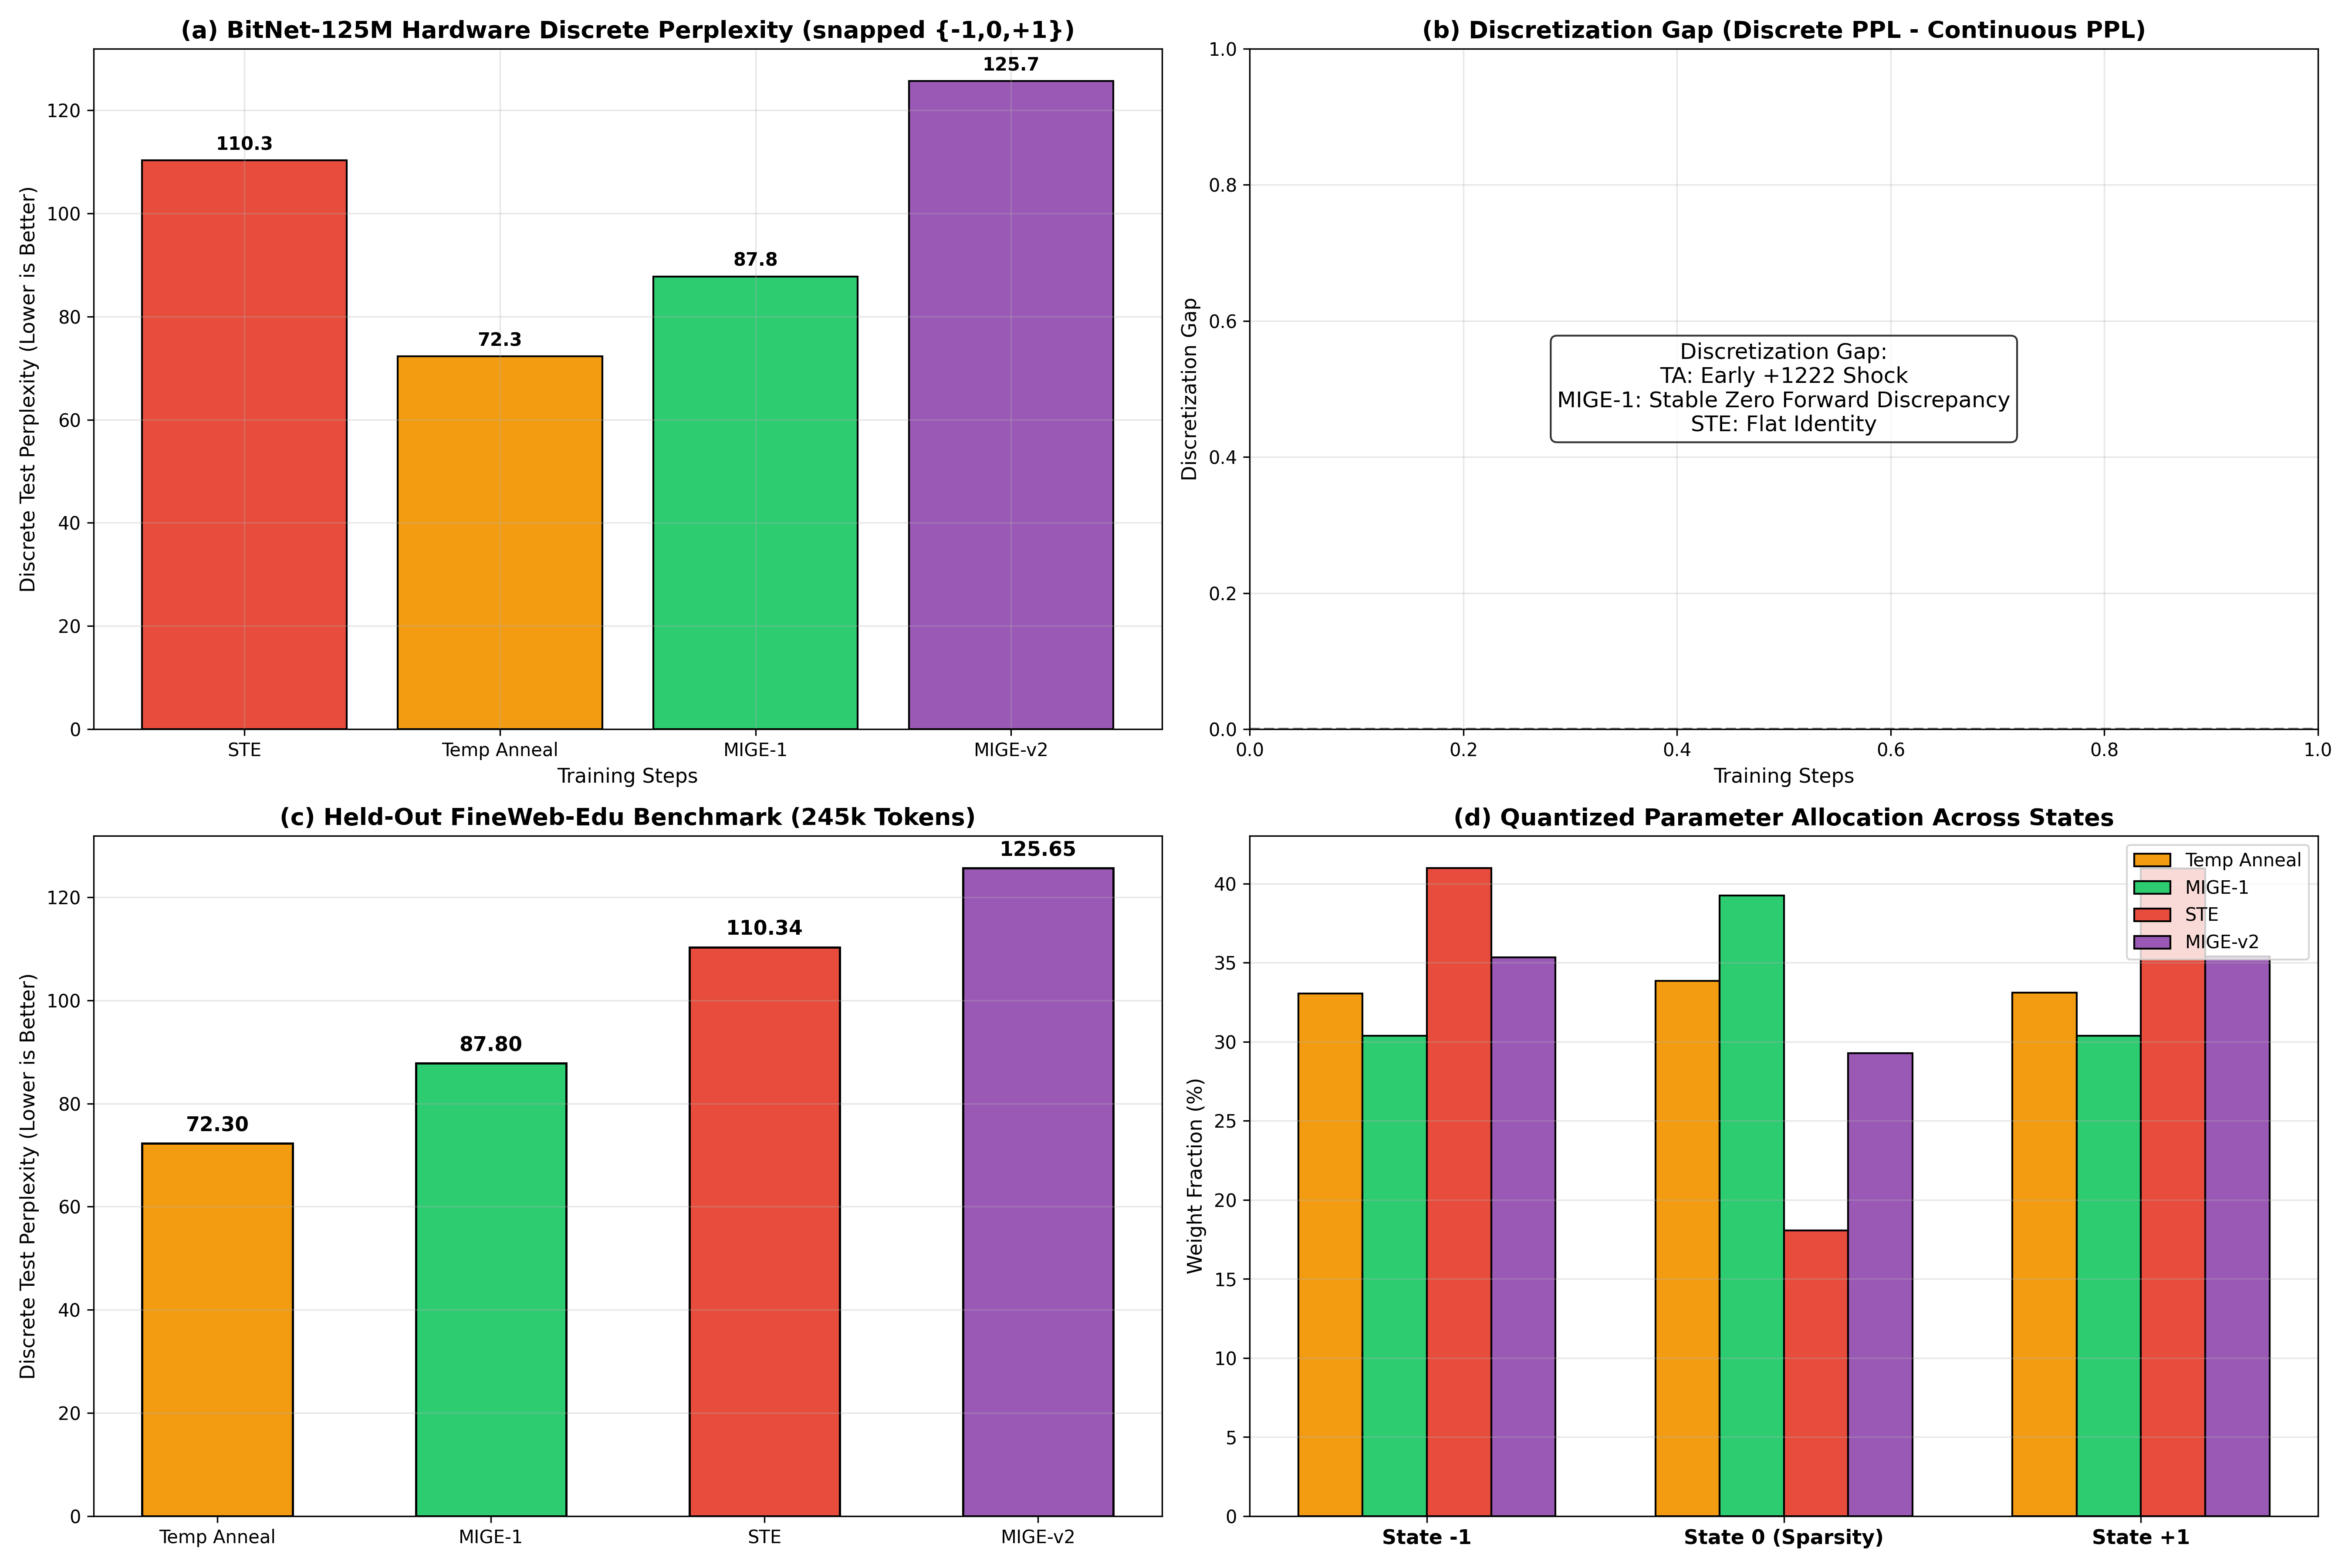 (a) BitNet-125M Hardware Discrete Perplexity (snapped {-1,0,+1})
Discrete Test Perplexity (Lower is Better)
120
100
80
60
40
20
0
110.3
72.3
87.8
125.7
STE
Temp Anneal
MIGE-1
MIGE-v2
Training Steps
(b) Discretization Gap (Discrete PPL - Continuous PPL)
Discretization Gap
1.0
0.8
0.6
0.4
0.2
0.0
Discretization Gap:
TA: Early +1222 Shock
MIGE-1: Stable Zero Forward Discrepancy
STE: Flat Identity
0.0
0.2
0.4
0.6
0.8
1.0
Training Steps
(c) Held-Out FineWeb-Edu Benchmark (245k Tokens)
Discrete Test Perplexity (Lower is Better)
120
100
80
60
40
20
0
72.30
87.80
110.34
125.65
Temp Anneal
MIGE-1
STE
MIGE-v2
(d) Quantized Parameter Allocation Across States
Weight Fraction (%)
40
35
30
25
20
15
10
5
0
Temp Anneal
MIGE-1
STE
MIGE-v2
State -1
State 0 (Sparsity)
State +1